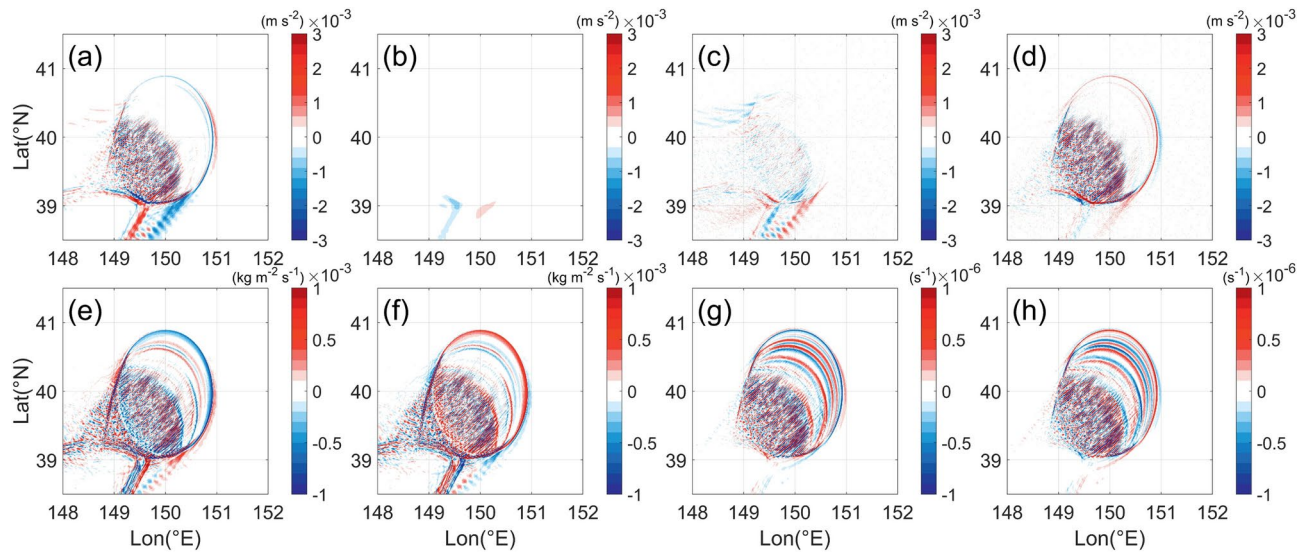 (m s-2) ×10-3 (m s-2) ×10-3 (m s-2) ×10-3 (m s-2) ×10-6
(a) (b) (c) (d)
3 3 3 3
41 41 41 41
2 2 2 2
1 1 1 1
Lat(°N) 40 0 40 0 40 0 40 0
-1 -1 -1 -1
39 39 39 39
-2 -2 -2 -2
-3 -3 -3 -3
148 149 150 151 152 148 149 150 151 152 148 149 150 151 152 148 149 150 151 152
(kg m-2 s-1) ×10-3 (kg m-2 s-1) ×10-3 (s-1) ×10-6 (s-1) ×10-6
(e) (f) (g) (h)
1 1 1 1
41 41 41 41
0.5 0.5 0.5 0.5
Lat(°N) 40 0 40 0 40 0 40 0
-0.5 -0.5 -0.5 -0.5
39 39 39 39
-1 -1 -1 -1
148 149 150 151 152 148 149 150 151 152 148 149 150 151 152 148 149 150 151 152
Lon(°E) Lon(°E) Lon(°E) Lon(°E)